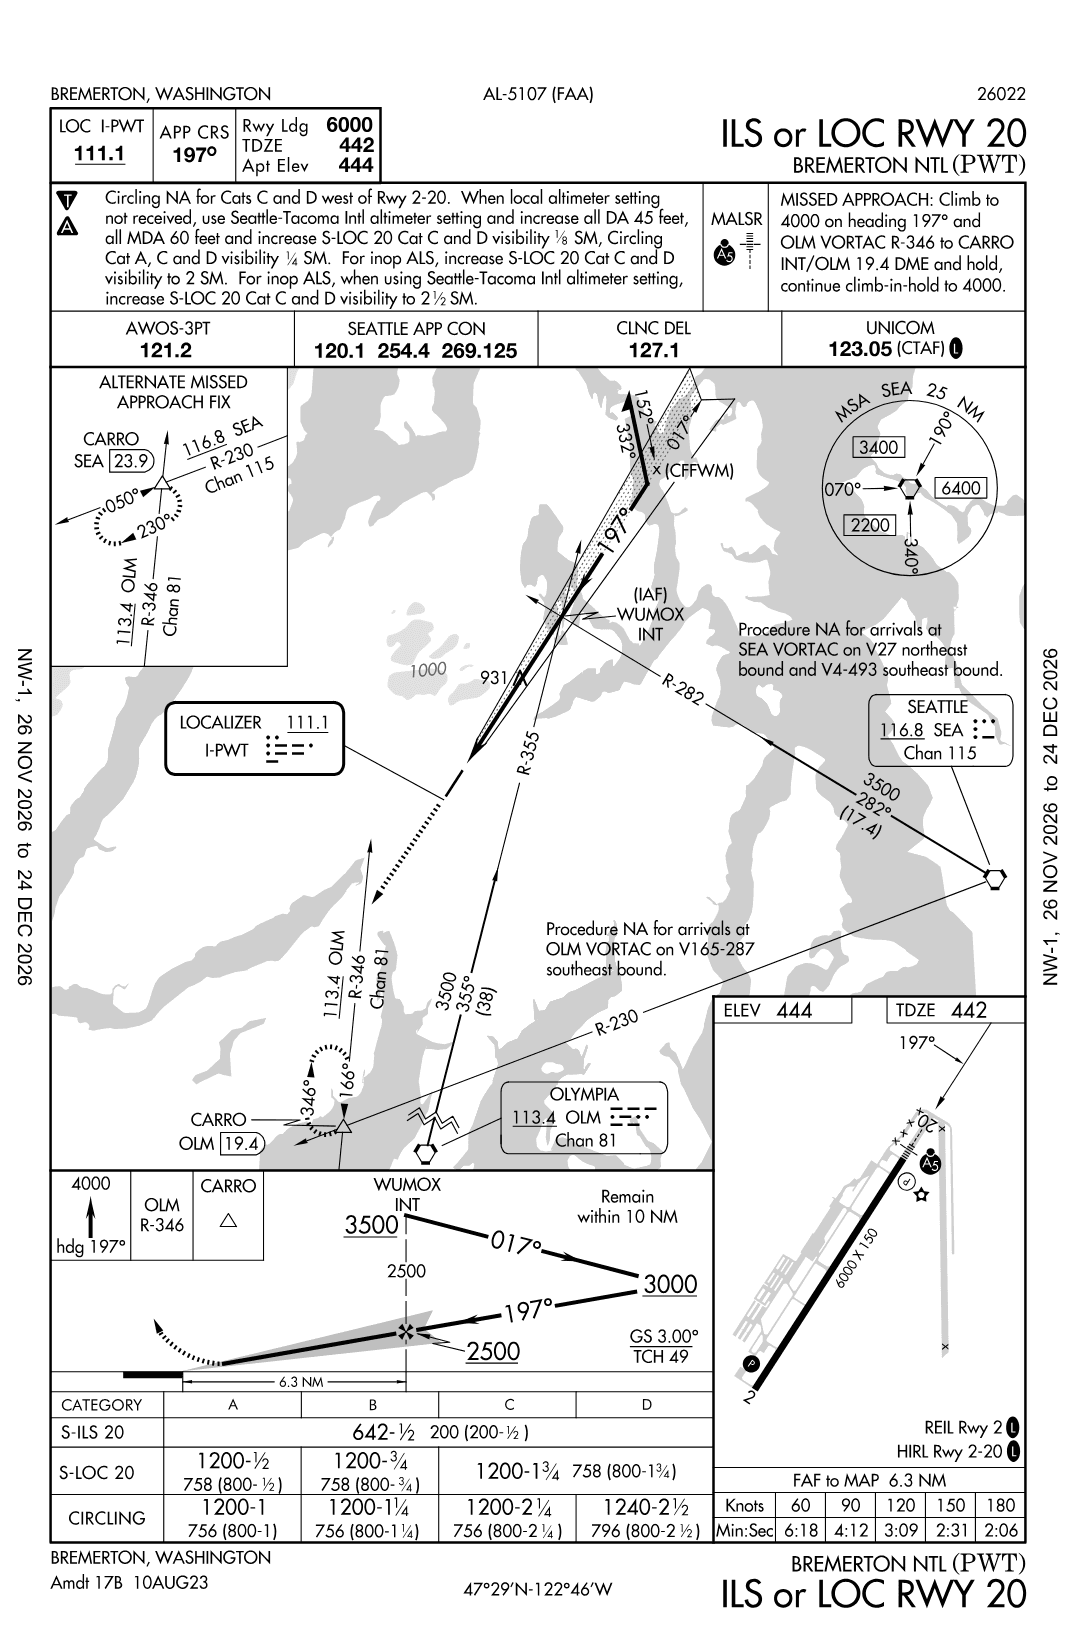 BREMERTON, WASHINGTON
AL-5107 (FAA)
26022
LOC I-PWT
111.1
APP CRS
197°
Rwy Ldg 6000
TDZE 442
Apt Elev 444
ILS or LOC RWY 20
BREMERTON NTL (PWT)
T
A
Circling NA for Cats C and D west of Rwy 2-20. When local altimeter setting
not received, use Seattle-Tacoma Intl altimeter setting and increase all DA 45 feet,
all MDA 60 feet and increase S-LOC 20 Cat C and D visibility ⅛ SM, Circling
Cat A, C and D visibility ¼ SM. For inop ALS, increase S-LOC 20 Cat C and D
visibility to 2 SM. For inop ALS, when using Seattle-Tacoma Intl altimeter setting,
increase S-LOC 20 Cat C and D visibility to 2½ SM.
MALSR
A5
MISSED APPROACH: Climb to
4000 on heading 197° and
OLM VORTAC R-346 to CARRO
INT/OLM 19.4 DME and hold,
continue climb-in-hold to 4000.
AWOS-3PT
121.2
SEATTLE APP CON
120.1 254.4 269.125
CLNC DEL
127.1
UNICOM
123.05 (CTAF) L
ALTERNATE MISSED
APPROACH FIX
CARRO
SEA 23.9
116.8 SEA
R-230
Chan 115
050°
230°
113.4 OLM
R-346
Chan 81
152°
332°
017°
(CFFWM)
197°
MSA SEA 25 NM
190°
3400
070°
6400
2200
340°
(IAF)
WUMOX
INT
1000
931
Procedure NA for arrivals at
SEA VORTAC on V27 northeast
bound and V4-493 southeast bound.
R-282
LOCALIZER 111.1
I-PWT
R-355
SEATTLE
116.8 SEA
Chan 115
3500
282°
(17.4)
113.4 OLM
R-346
Chan 81
3500
355°
(38)
Procedure NA for arrivals at
OLM VORTAC on V165-287
southeast bound.
R-230
346°
166°
CARRO
OLM 19.4
OLYMPIA
113.4 OLM
Chan 81
NW-1, 26 NOV 2026 to 24 DEC 2026
NW-1, 26 NOV 2026 to 24 DEC 2026
ELEV 444
TDZE 442
197°
20
A5
P
6000 X 150
P
2
REIL Rwy 2 L
HIRL Rwy 2-20 L
4000
hdg 197°
OLM
R-346
CARRO
WUMOX
INT
3500
Remain
within 10 NM
017°
2500
3000
197°
2500
GS 3.00°
TCH 49
6.3 NM
CATEGORY A B C D
S-ILS 20 642-½ 200 (200-½)
S-LOC 20
1200-½
758 (800-½)
1200-¾
758 (800-¾)
1200-1¾ 758 (800-1¾)
CIRCLING
1200-1
756 (800-1)
1200-1¼
756 (800-1¼)
1200-2¼
756 (800-2¼)
1240-2½
796 (800-2½)
FAF to MAP 6.3 NM
Knots 60 90 120 150 180
Min:Sec 6:18 4:12 3:09 2:31 2:06
BREMERTON, WASHINGTON
Amdt 17B 10AUG23
47°29'N-122°46'W
BREMERTON NTL (PWT)
ILS or LOC RWY 20